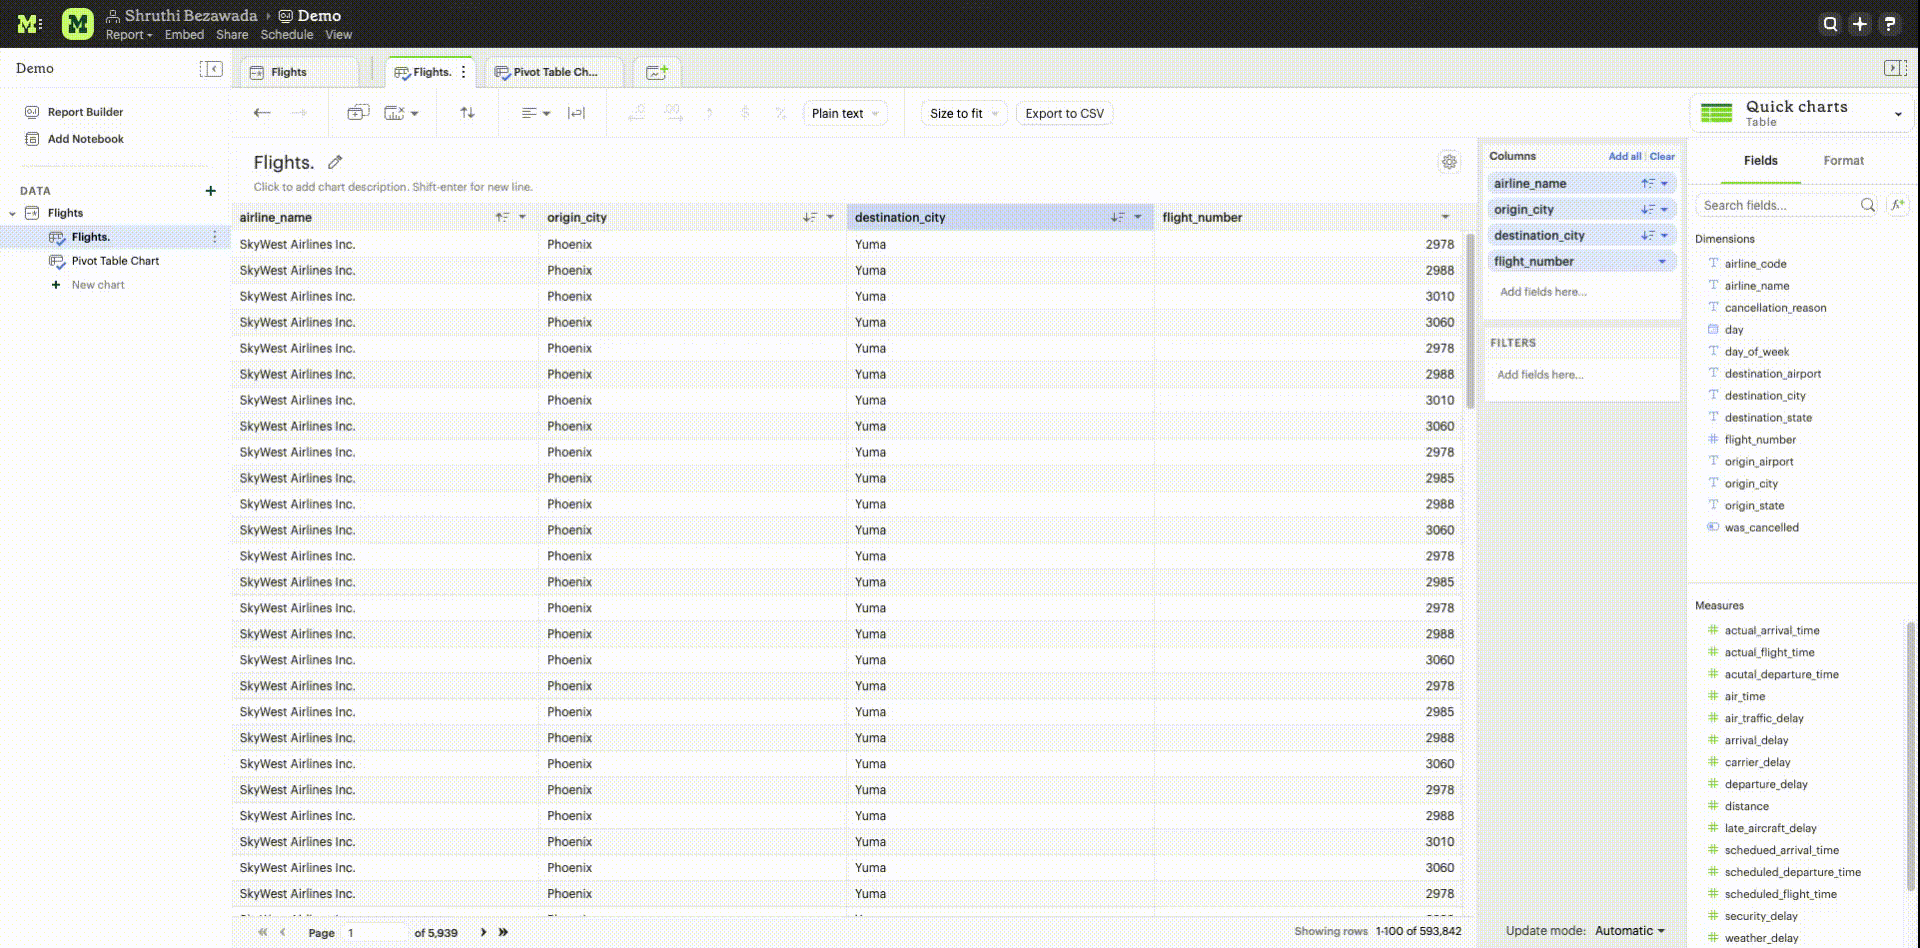 M
M
Shruthi Bezawada › Demo
Report Embed Share Schedule View
?
Demo
Flights
Flights.
Pivot Table Ch...
Report Builder
Add Notebook
DATA
Flights
Flights.
Pivot Table Chart
New chart
.0
.00
,
$
%
Plain text
Size to fit
Export to CSV
Quick charts
Table
Flights.
Click to add chart description. Shift-enter for new line.
airline_name origin_city destination_city flight_number
SkyWest Airlines Inc. Phoenix Yuma 2978
SkyWest Airlines Inc. Phoenix Yuma 2988
SkyWest Airlines Inc. Phoenix Yuma 3010
SkyWest Airlines Inc. Phoenix Yuma 3060
SkyWest Airlines Inc. Phoenix Yuma 2978
SkyWest Airlines Inc. Phoenix Yuma 2988
SkyWest Airlines Inc. Phoenix Yuma 3010
SkyWest Airlines Inc. Phoenix Yuma 3060
SkyWest Airlines Inc. Phoenix Yuma 2978
SkyWest Airlines Inc. Phoenix Yuma 2985
SkyWest Airlines Inc. Phoenix Yuma 2988
SkyWest Airlines Inc. Phoenix Yuma 3060
SkyWest Airlines Inc. Phoenix Yuma 2978
SkyWest Airlines Inc. Phoenix Yuma 2985
SkyWest Airlines Inc. Phoenix Yuma 2978
SkyWest Airlines Inc. Phoenix Yuma 2988
SkyWest Airlines Inc. Phoenix Yuma 3060
SkyWest Airlines Inc. Phoenix Yuma 2978
SkyWest Airlines Inc. Phoenix Yuma 2985
SkyWest Airlines Inc. Phoenix Yuma 2988
SkyWest Airlines Inc. Phoenix Yuma 3060
SkyWest Airlines Inc. Phoenix Yuma 2978
SkyWest Airlines Inc. Phoenix Yuma 2988
SkyWest Airlines Inc. Phoenix Yuma 3010
SkyWest Airlines Inc. Phoenix Yuma 3060
SkyWest Airlines Inc. Phoenix Yuma 2978
Page 1 of 5,939
Showing rows 1-100 of 593,842
Columns Add all Clear
airline_name
origin_city
destination_city
flight_number
Add fields here...
FILTERS
Add fields here...
Update mode: Automatic
Fields Format
Search fields...
Dimensions
airline_code
airline_name
cancellation_reason
day
day_of_week
destination_airport
destination_city
destination_state
flight_number
origin_airport
origin_city
origin_state
was_cancelled
Measures
actual_arrival_time
actual_flight_time
acutal_departure_time
air_time
air_traffic_delay
arrival_delay
carrier_delay
departure_delay
distance
late_aircraft_delay
schedued_arrival_time
scheduled_departure_time
scheduled_flight_time
security_delay
weather_delay